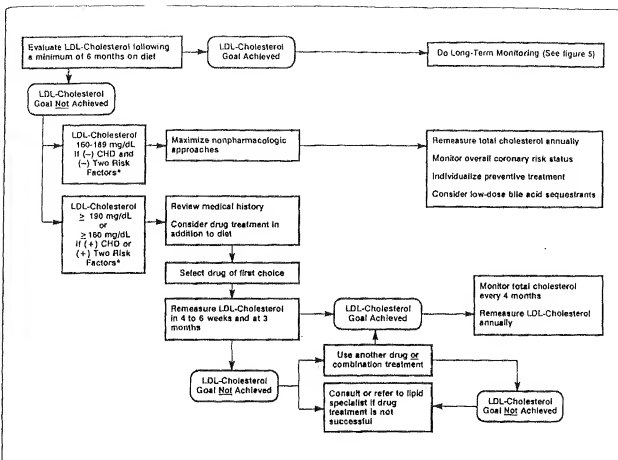 Evaluate LDL-Cholesterol following
a minimum of 6 months on diet
LDL-Cholesterol
Goal Achieved
Do Long-Term Monitoring (See figure 5)
LDL-Cholesterol
Goal Not Achieved
LDL-Cholesterol
160-189 mg/dL
If (–) CHD and
(–) Two Risk
Factors*
Maximize nonpharmacologic
approaches
Remeasure total cholesterol annually
Monitor overall coronary risk status
Individualize preventive treatment
Consider low-dose bile acid sequestrants
LDL-Cholesterol
≥ 190 mg/dL
or
≥ 160 mg/dL
If (+) CHD or
(+) Two Risk
Factors*
Review medical history
Consider drug treatment in
addition to diet
Select drug of first choice
Remeasure LDL-Cholesterol
in 4 to 6 weeks and at 3
months
LDL-Cholesterol
Goal Achieved
Monitor total cholesterol
every 4 months
Remeasure LDL-Cholesterol
annually
LDL-Cholesterol
Goal Not Achieved
Use another drug or
combination treatment
Consult or refer to lipid
specialist if drug
treatment is not
successful
LDL-Cholesterol
Goal Not Achieved